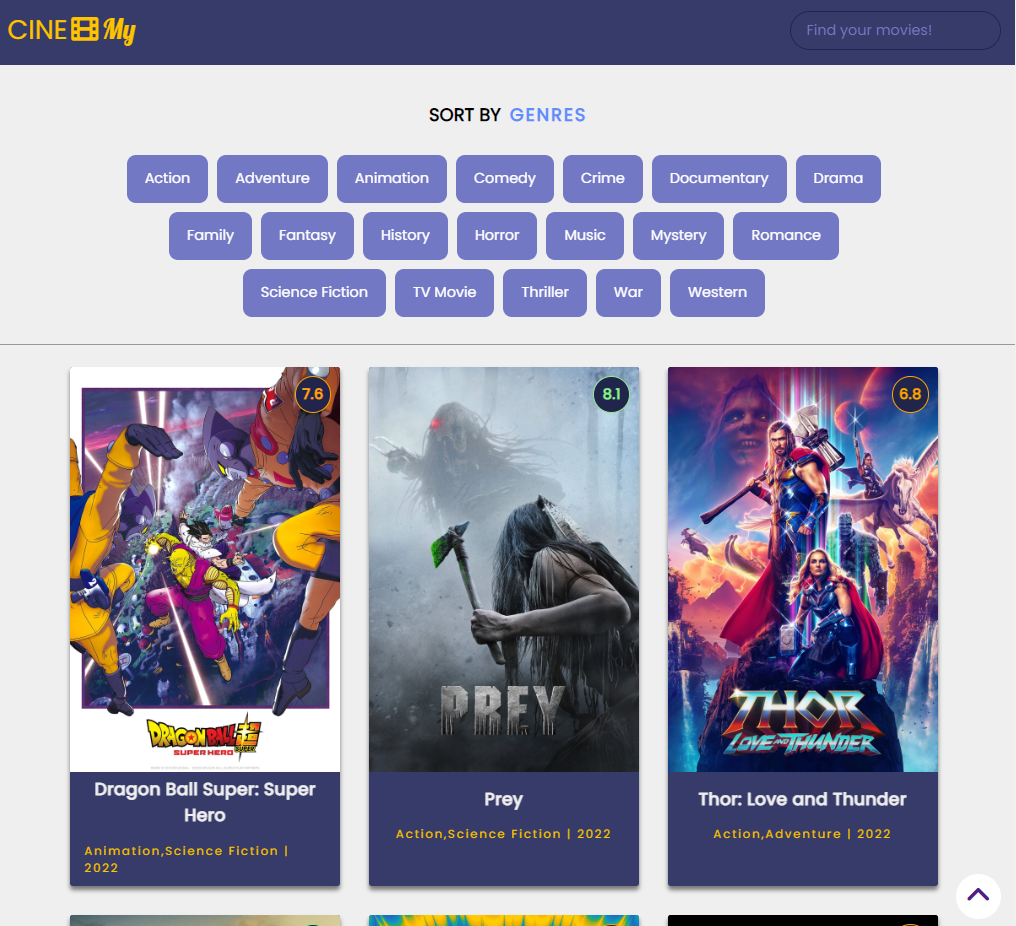 CINE My
Find your movies!
SORT BY GENRES
Action Adventure Animation Comedy Crime Documentary Drama
Family Fantasy History Horror Music Mystery Romance
Science Fiction TV Movie Thriller War Western
7.6
8.1
6.8
DRAGONBALL SUPER
SUPER HERO
PREY
THOR
LOVE AND THUNDER
Dragon Ball Super: Super
Hero
Animation,Science Fiction |
2022
Prey
Action,Science Fiction | 2022
Thor: Love and Thunder
Action,Adventure | 2022